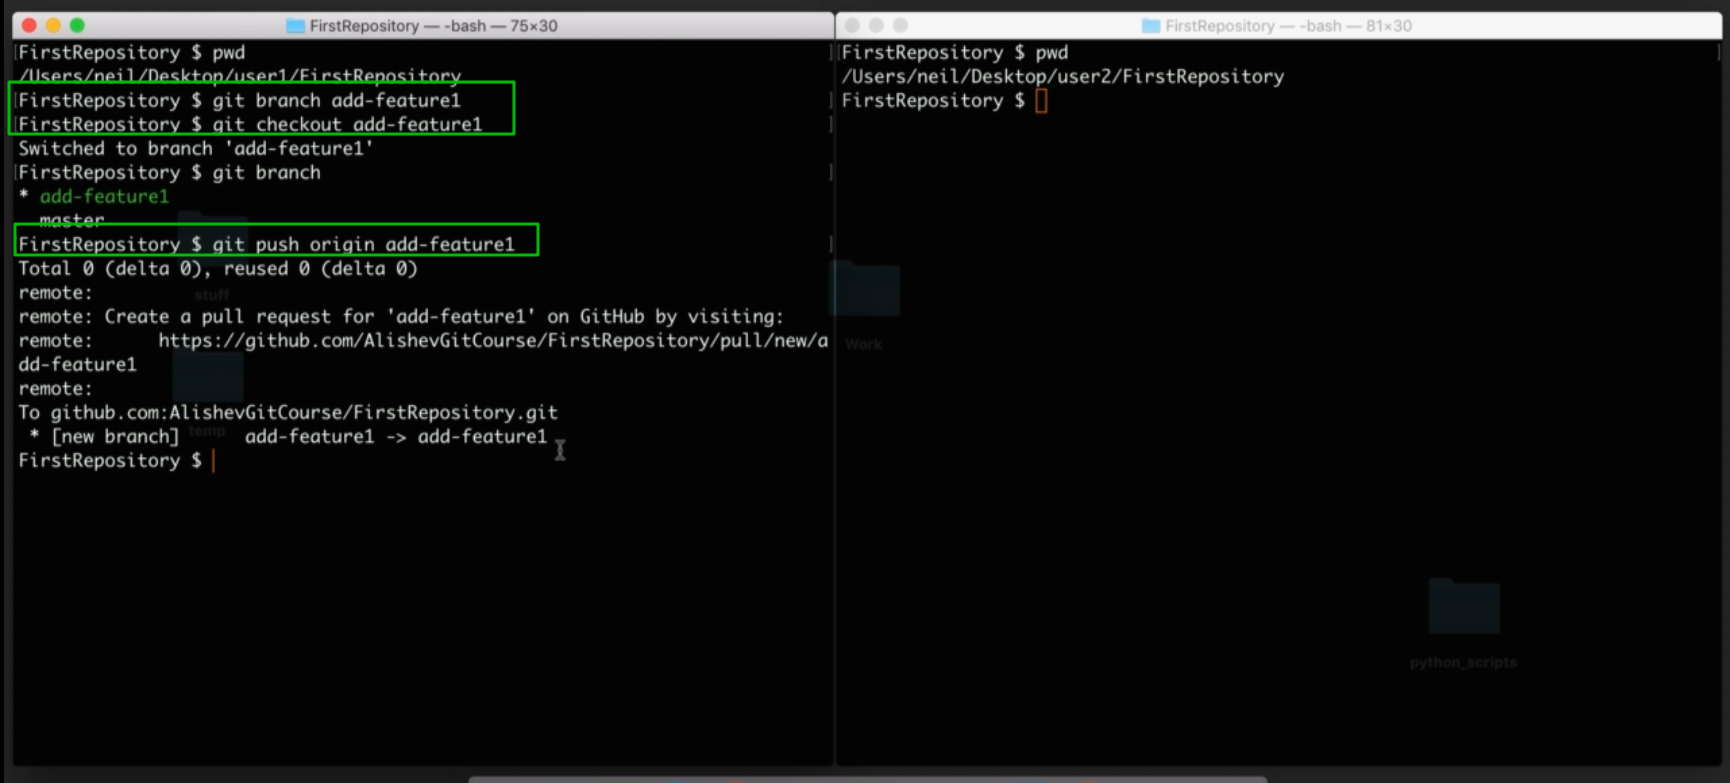 FirstRepository — -bash — 75×30
[FirstRepository $ pwd ]
/Users/neil/Desktop/user1/FirstRepository
[FirstRepository $ git branch add-feature1 ]
[FirstRepository $ git checkout add-feature1 ]
Switched to branch 'add-feature1'
[FirstRepository $ git branch ]
* add-feature1
master
FirstRepository $ git push origin add-feature1 ]
Total 0 (delta 0), reused 0 (delta 0)
remote:
remote: Create a pull request for 'add-feature1' on GitHub by visiting:
remote:      https://github.com/AlishevGitCourse/FirstRepository/pull/new/a
dd-feature1
remote:
To github.com:AlishevGitCourse/FirstRepository.git
* [new branch]      add-feature1 -> add-feature1
FirstRepository $
stuff
temp
FirstRepository — -bash — 81×30
[FirstRepository $ pwd ]
/Users/neil/Desktop/user2/FirstRepository
FirstRepository $
Work
python_scripts